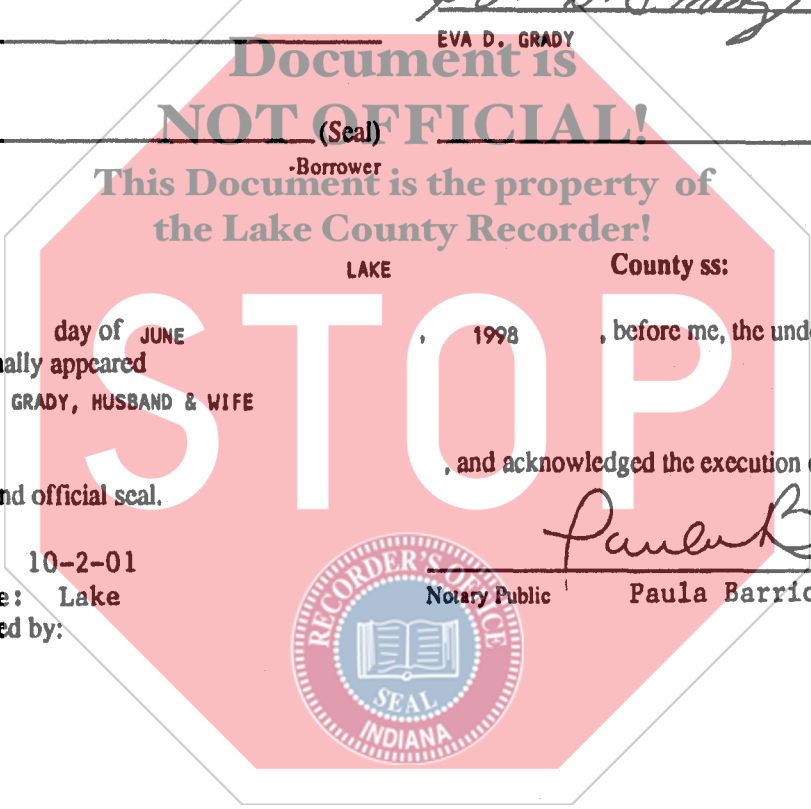 EVA D. GRADY
Document is
NOT OFFICIAL!
(Seal)
-Borrower
This Document is the property of
the Lake County Recorder!
LAKE County ss:
day of JUNE , 1998 , before me, the unde
nally appeared
GRADY, HUSBAND & WIFE
STOP
, and acknowledged the execution o
nd official seal.
Paula B
10-2-01
e: Lake
Notary Public Paula Barric
ed by:
RECORDER'S OFFICE
SEAL
INDIANA